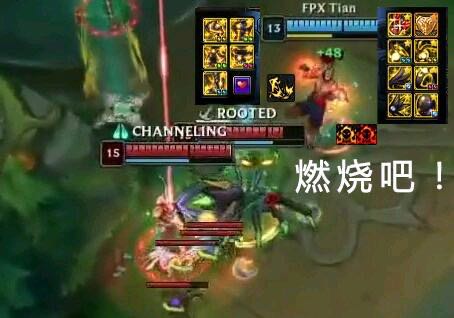 FPX Tian
13
+48
ROOTED
CHANNELING
15
燃烧吧！